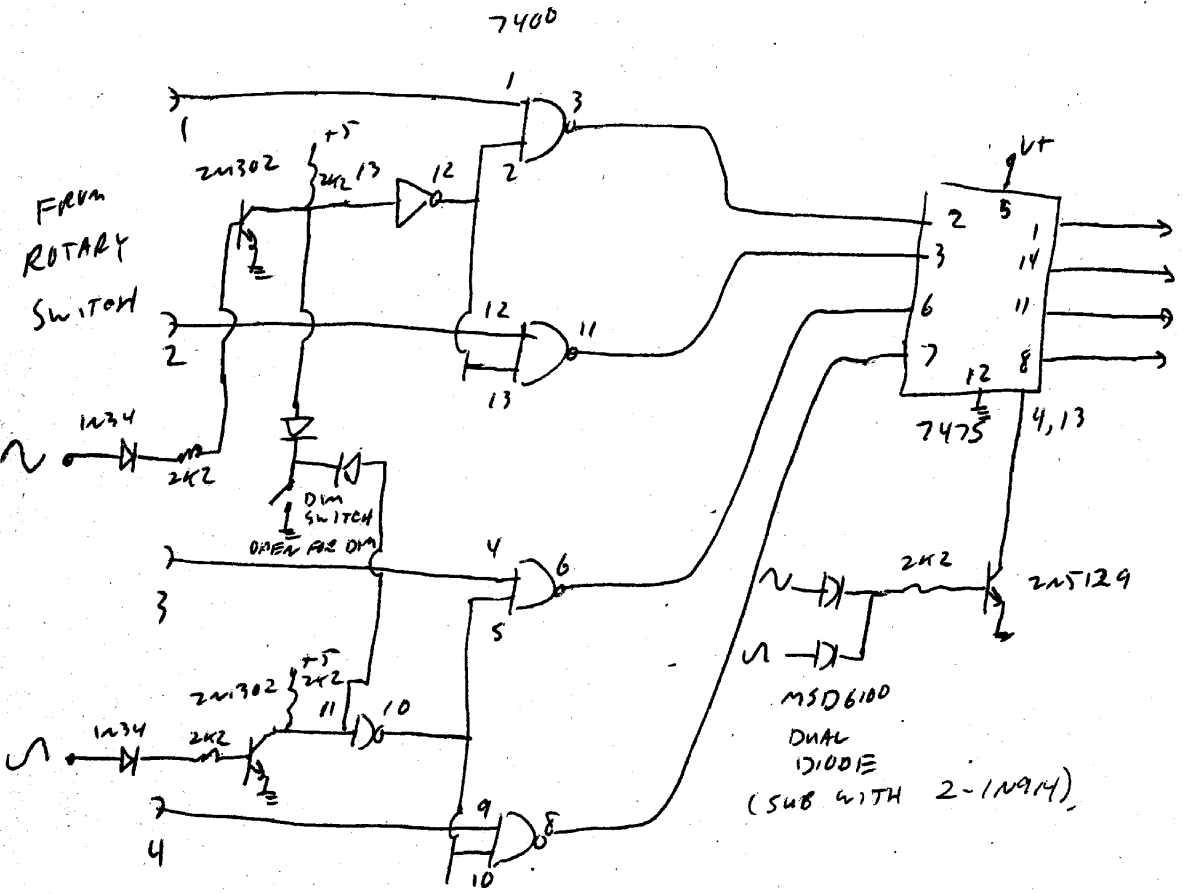 7400
1
3
2
1
+5
2N1302
2K2
13
12
FROM
ROTARY
SWITCH
2
12
11
13
1N34
2K2
DIM
SWITCH
OPEN FOR DIM
3
4
6
5
+5
2N1302
2K2
11
10
1N34
2K2
4
9
8
10
V+
5
2
1
3
14
6
11
7
8
12
7475
4,13
2K2
2N5129
MSD6100
DUAL
DIODE
(SUB WITH 2-1N914)